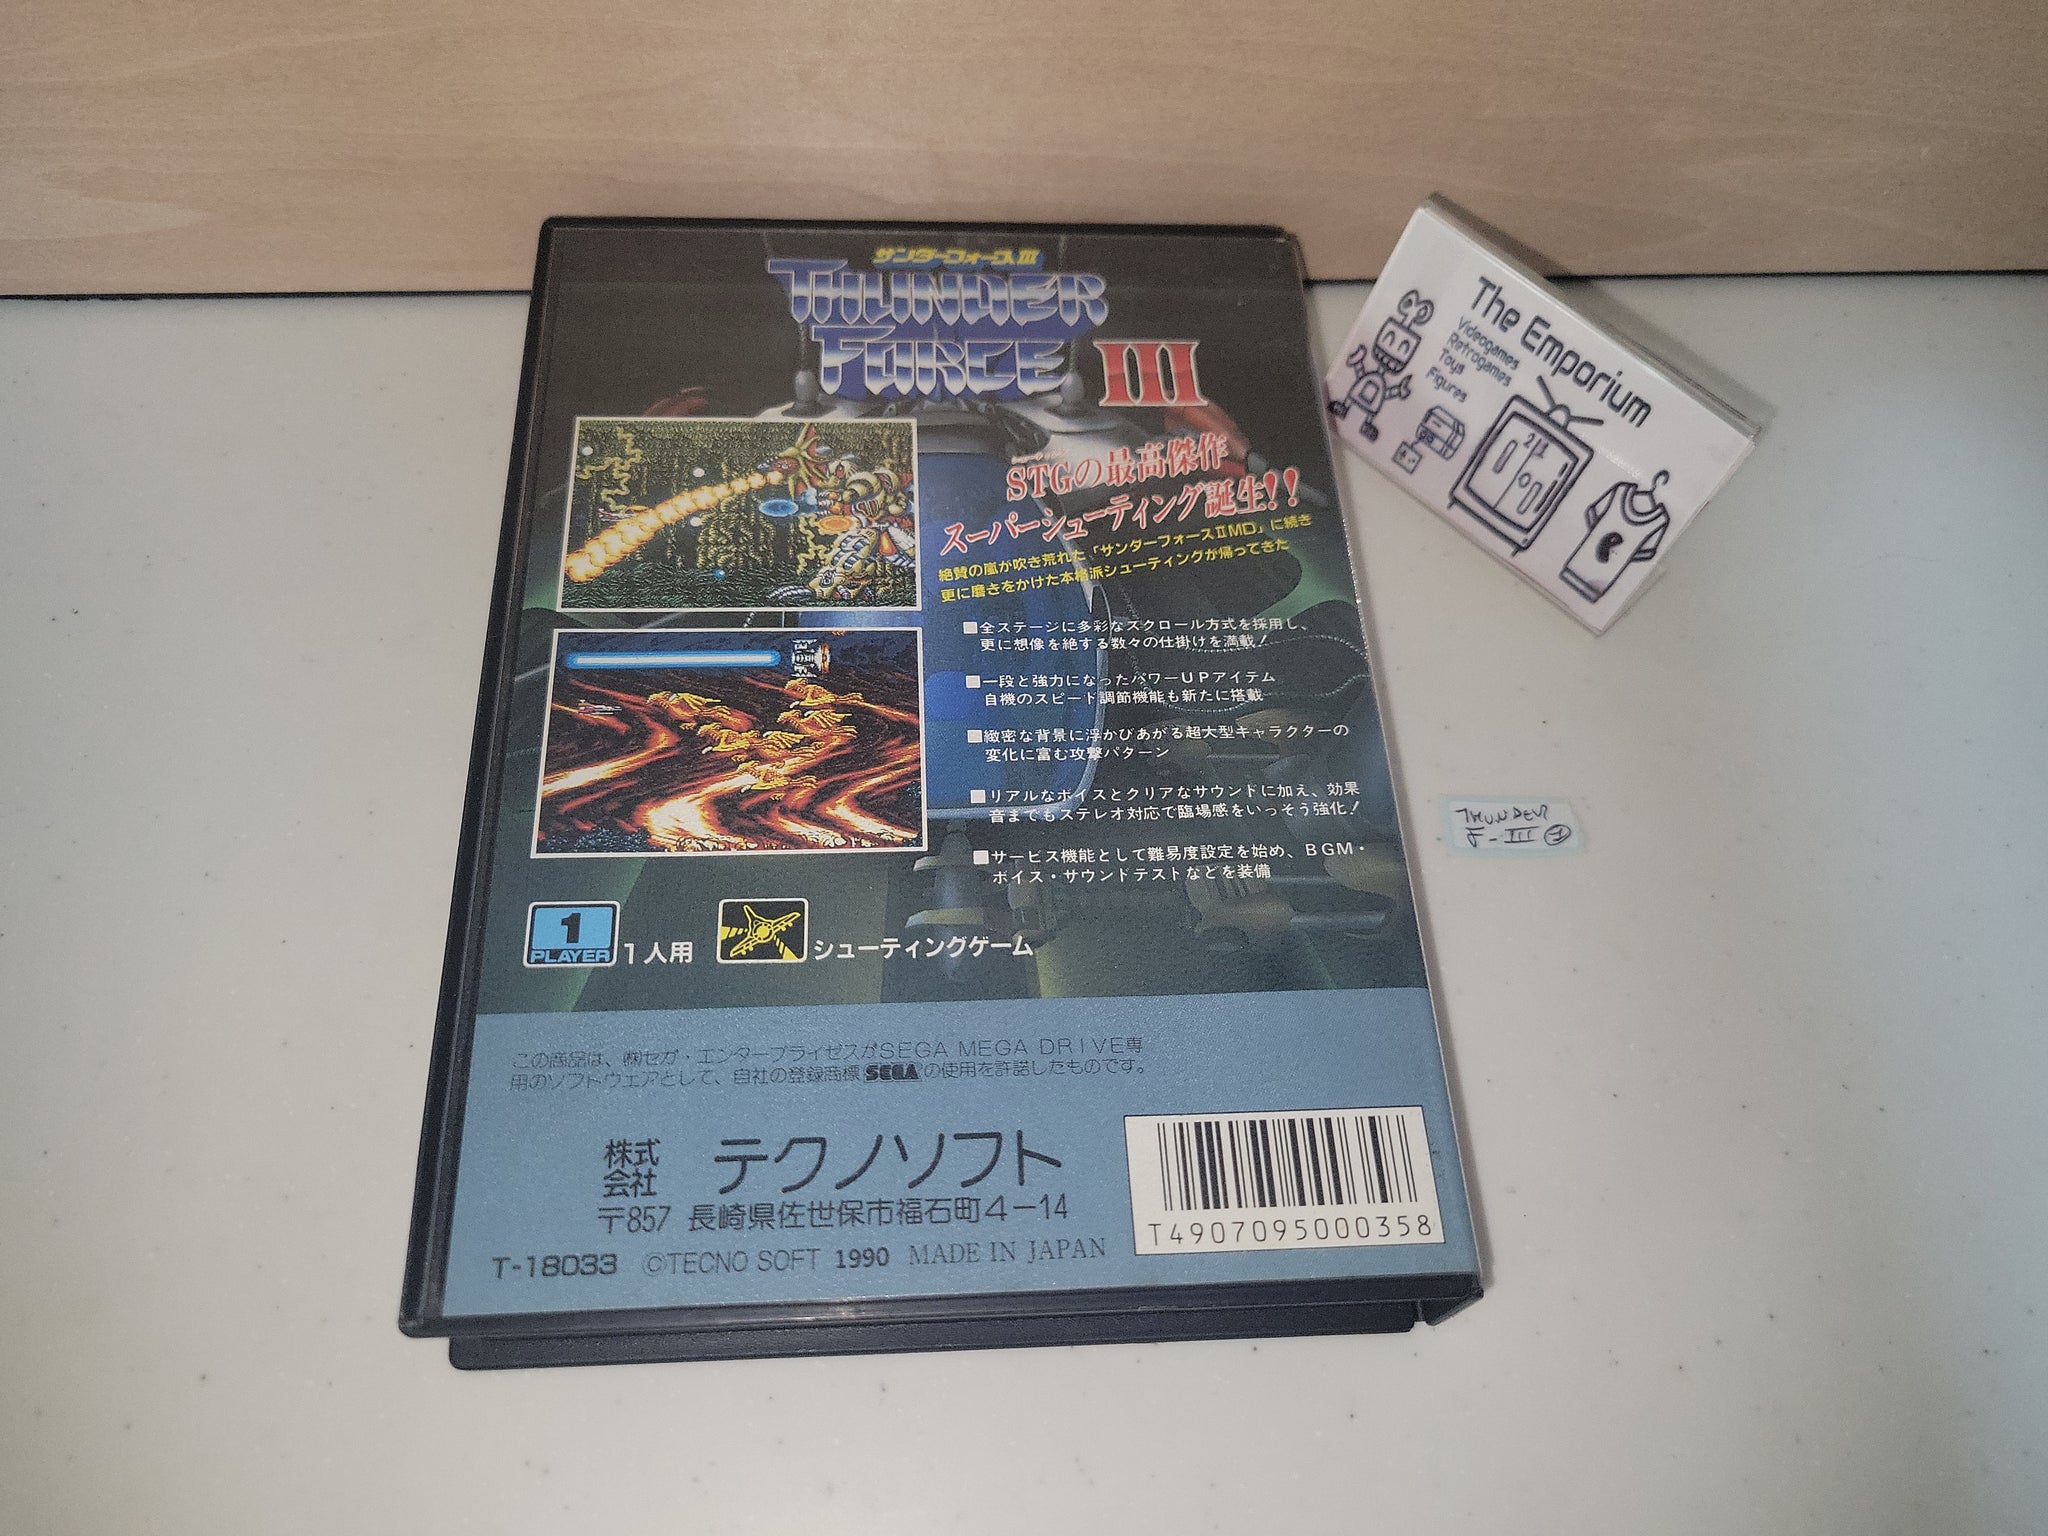 サンダーフォースIII
THUNDER
FORCE III
STGの最高傑作
スーパーシューティング誕生!!
絶賛の嵐が吹き荒れた「サンダーフォースⅡMD」に続き
更に磨きをかけた本格派シューティングが帰ってきた
■全ステージに多彩なスクロール方式を採用し、
更に想像を絶する数々の仕掛けを満載！
■一段と強力になったパワーUPアイテム
自機のスピード調節機能も新たに搭載
■緻密な背景に浮かびあがる超大型キャラクターの
変化に富む攻撃パターン
■リアルなボイスとクリアなサウンドに加え、効果
音までもステレオ対応で臨場感をいっそう強化！
■サービス機能として難易度設定を始め、BGM・
ボイス・サウンドテストなどを装備
1
PLAYER
1人用
シューティングゲーム
この商品は、㈱セガ・エンタープライゼスがSEGA MEGA DRIVE専
用のソフトウェアとして、自社の登録商標 SEGA の使用を許諾したものです。
株式会社 テクノソフト
〒857 長崎県佐世保市福石町4－14
T-18033 ©TECNO SOFT 1990 MADE IN JAPAN
T4907095000358
The Emporium
Videogames
Retrogames
Toys
Figures
THUNDER
F-III